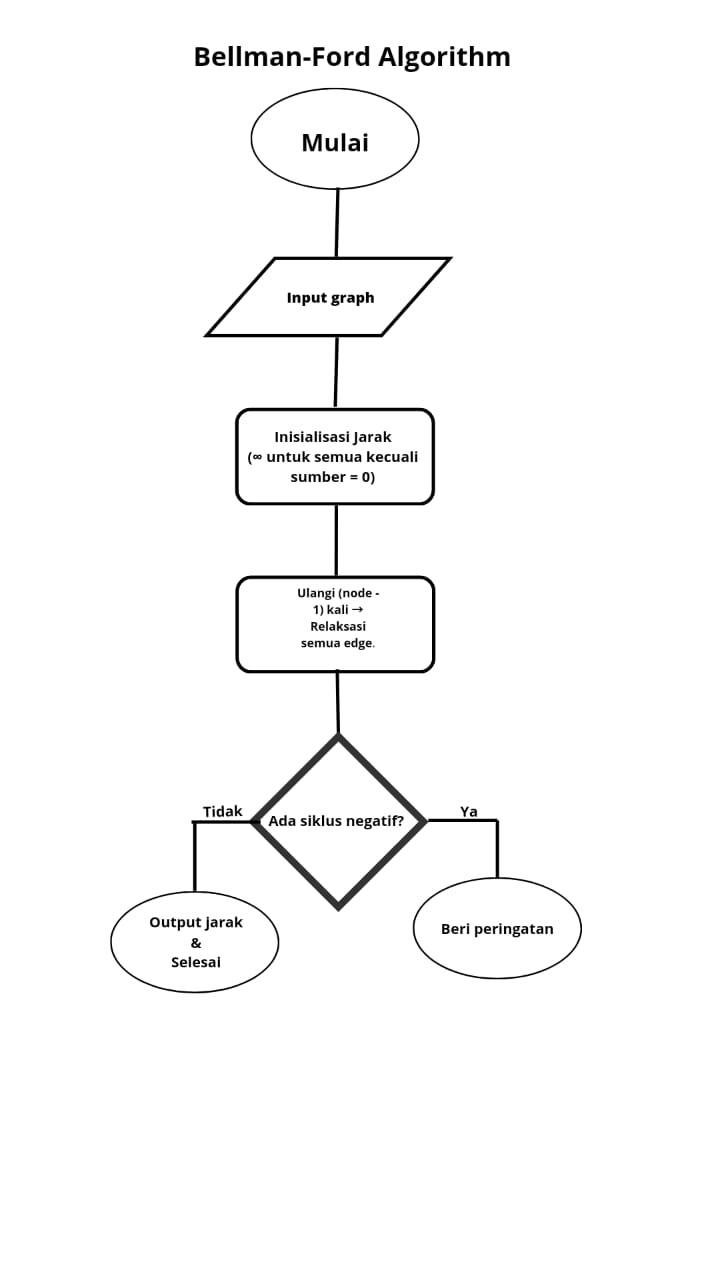 Bellman-Ford Algorithm
Mulai
Input graph
Inisialisasi Jarak
(∞ untuk semua kecuali
sumber = 0)
Ulangi (node -
1) kali →
Relaksasi
semua edge.
Ada siklus negatif?
Tidak
Ya
Output jarak
&
Selesai
Beri peringatan